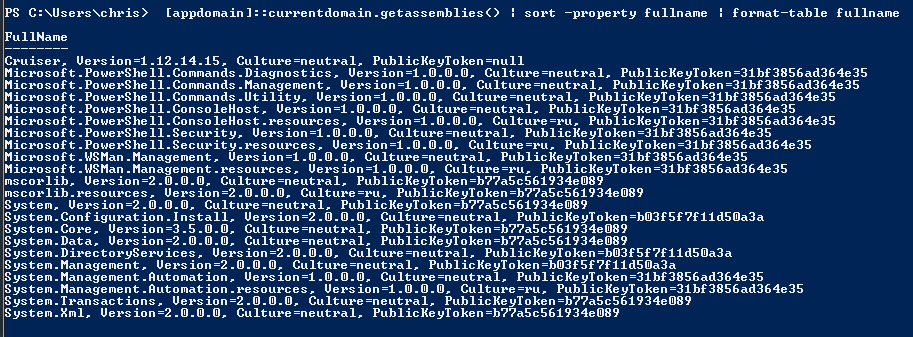 PS C:\Users\chris>  [appdomain]::currentdomain.getassemblies() | sort -property fullname | format-table fullname
FullName
--------
Cruiser, Version=1.12.14.15, Culture=neutral, PublicKeyToken=null
Microsoft.PowerShell.Commands.Diagnostics, Version=1.0.0.0, Culture=neutral, PublicKeyToken=31bf3856ad364e35
Microsoft.PowerShell.Commands.Management, Version=1.0.0.0, Culture=neutral, PublicKeyToken=31bf3856ad364e35
Microsoft.PowerShell.Commands.Utility, Version=1.0.0.0, Culture=neutral, PublicKeyToken=31bf3856ad364e35
Microsoft.PowerShell.ConsoleHost, Version=1.0.0.0, Culture=neutral, PublicKeyToken=31bf3856ad364e35
Microsoft.PowerShell.ConsoleHost.resources, Version=1.0.0.0, Culture=ru, PublicKeyToken=31bf3856ad364e35
Microsoft.PowerShell.Security, Version=1.0.0.0, Culture=neutral, PublicKeyToken=31bf3856ad364e35
Microsoft.PowerShell.Security.resources, Version=1.0.0.0, Culture=ru, PublicKeyToken=31bf3856ad364e35
Microsoft.WSMan.Management, Version=1.0.0.0, Culture=neutral, PublicKeyToken=31bf3856ad364e35
Microsoft.WSMan.Management.resources, Version=1.0.0.0, Culture=ru, PublicKeyToken=31bf3856ad364e35
mscorlib, Version=2.0.0.0, Culture=neutral, PublicKeyToken=b77a5c561934e089
mscorlib.resources, Version=2.0.0.0, Culture=ru, PublicKeyToken=b77a5c561934e089
System, Version=2.0.0.0, Culture=neutral, PublicKeyToken=b77a5c561934e089
System.Configuration.Install, Version=2.0.0.0, Culture=neutral, PublicKeyToken=b03f5f7f11d50a3a
System.Core, Version=3.5.0.0, Culture=neutral, PublicKeyToken=b77a5c561934e089
System.Data, Version=2.0.0.0, Culture=neutral, PublicKeyToken=b77a5c561934e089
System.DirectoryServices, Version=2.0.0.0, Culture=neutral, PublicKeyToken=b03f5f7f11d50a3a
System.Management, Version=2.0.0.0, Culture=neutral, PublicKeyToken=b03f5f7f11d50a3a
System.Management.Automation, Version=1.0.0.0, Culture=neutral, PublicKeyToken=31bf3856ad364e35
System.Management.Automation.resources, Version=1.0.0.0, Culture=ru, PublicKeyToken=31bf3856ad364e35
System.Transactions, Version=2.0.0.0, Culture=neutral, PublicKeyToken=b77a5c561934e089
System.Xml, Version=2.0.0.0, Culture=neutral, PublicKeyToken=b77a5c561934e089